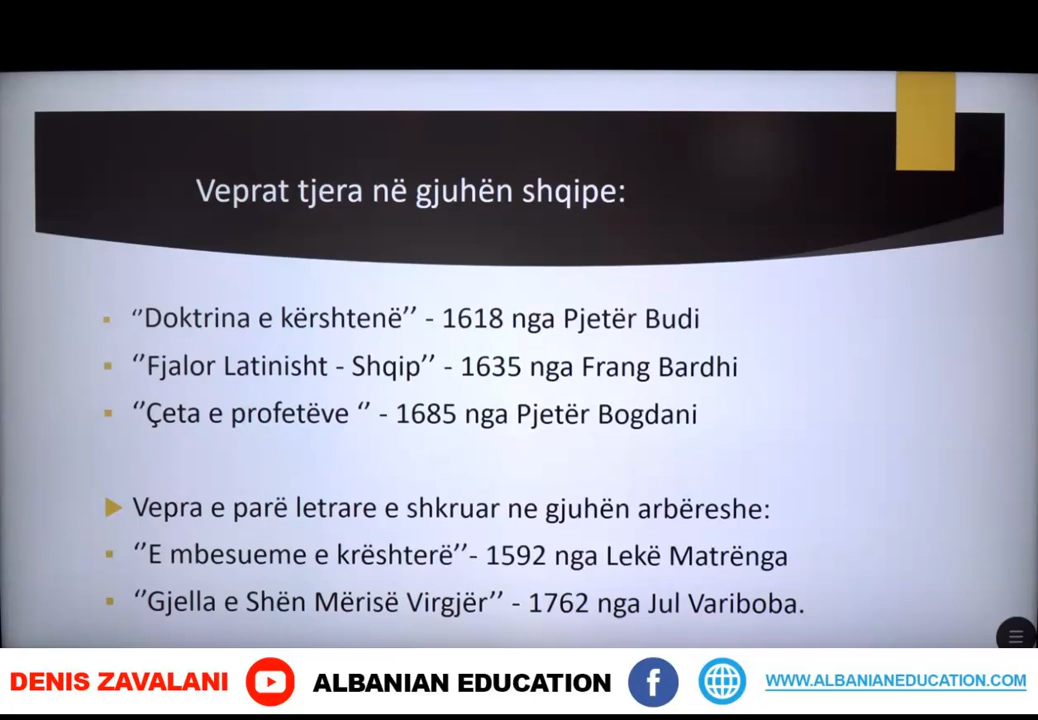 Veprat tjera në gjuhën shqipe:
‘‘Doktrina e kërshtenë’’ - 1618 nga Pjetër Budi
‘‘Fjalor Latinisht - Shqip’’ - 1635 nga Frang Bardhi
‘‘Çeta e profetëve ‘‘ - 1685 nga Pjetër Bogdani
Vepra e parë letrare e shkruar ne gjuhën arbëreshe:
‘‘E mbesueme e krështerë’’- 1592 nga Lekë Matrënga
‘‘Gjella e Shën Mërisë Virgjër’’ - 1762 nga Jul Variboba.
DENIS ZAVALANI ALBANIAN EDUCATION f WWW.ALBANIANEDUCATION.COM